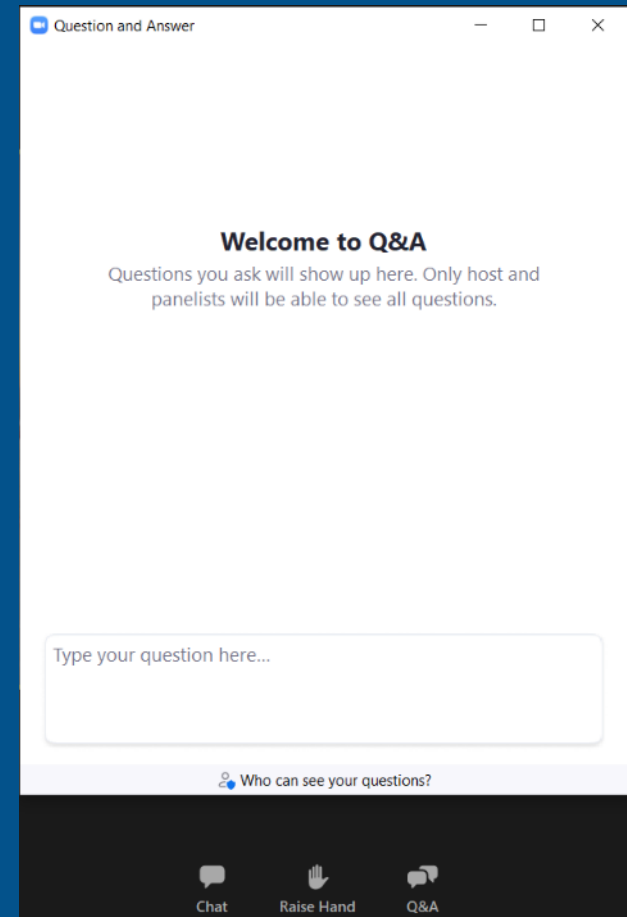 Question and Answer
Welcome to Q&A
Questions you ask will show up here. Only host and
panelists will be able to see all questions.
Type your question here...
Who can see your questions?
Chat Raise Hand Q&A